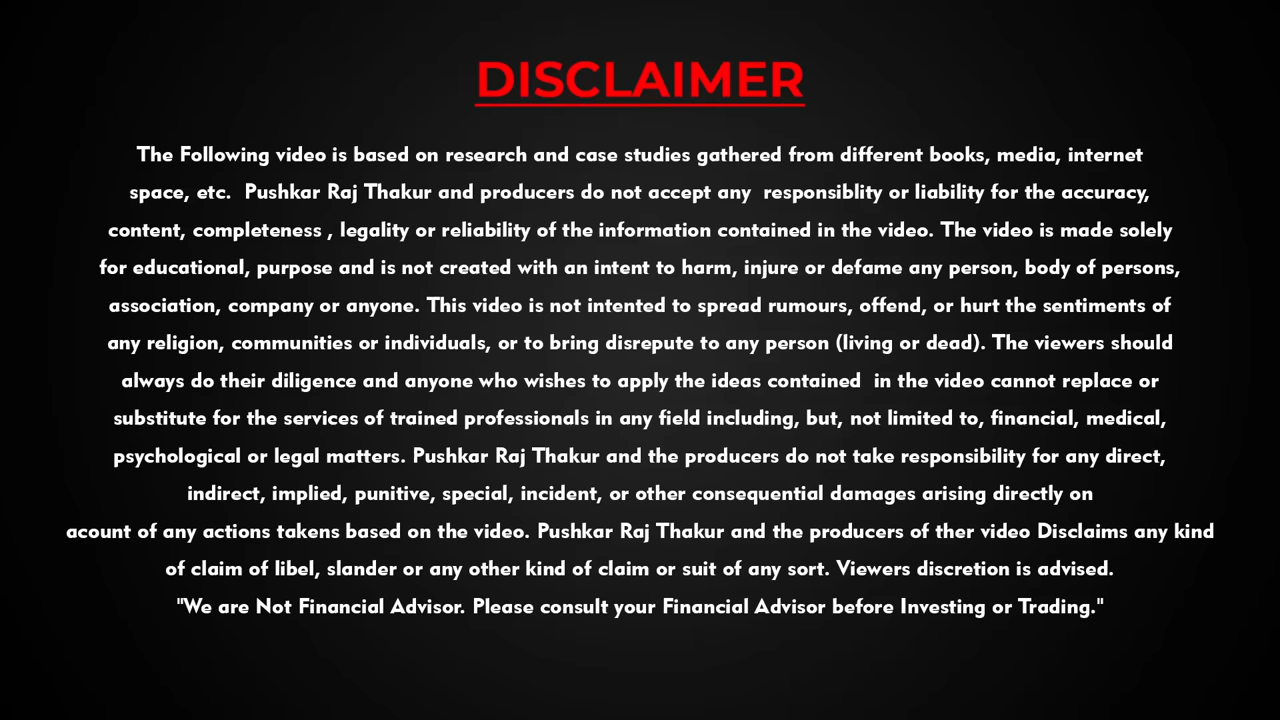 DISCLAIMER
The Following video is based on research and case studies gathered from different books, media, internet
space, etc.  Pushkar Raj Thakur and producers do not accept any  responsiblity or liability for the accuracy,
content, completeness , legality or reliability of the information contained in the video. The video is made solely
for educational, purpose and is not created with an intent to harm, injure or defame any person, body of persons,
association, company or anyone. This video is not intented to spread rumours, offend, or hurt the sentiments of
any religion, communities or individuals, or to bring disrepute to any person (living or dead). The viewers should
always do their diligence and anyone who wishes to apply the ideas contained  in the video cannot replace or
substitute for the services of trained professionals in any field including, but, not limited to, financial, medical,
psychological or legal matters. Pushkar Raj Thakur and the producers do not take responsibility for any direct,
indirect, implied, punitive, special, incident, or other consequential damages arising directly on
acount of any actions takens based on the video. Pushkar Raj Thakur and the producers of ther video Disclaims any kind
of claim of libel, slander or any other kind of claim or suit of any sort. Viewers discretion is advised.
"We are Not Financial Advisor. Please consult your Financial Advisor before Investing or Trading."